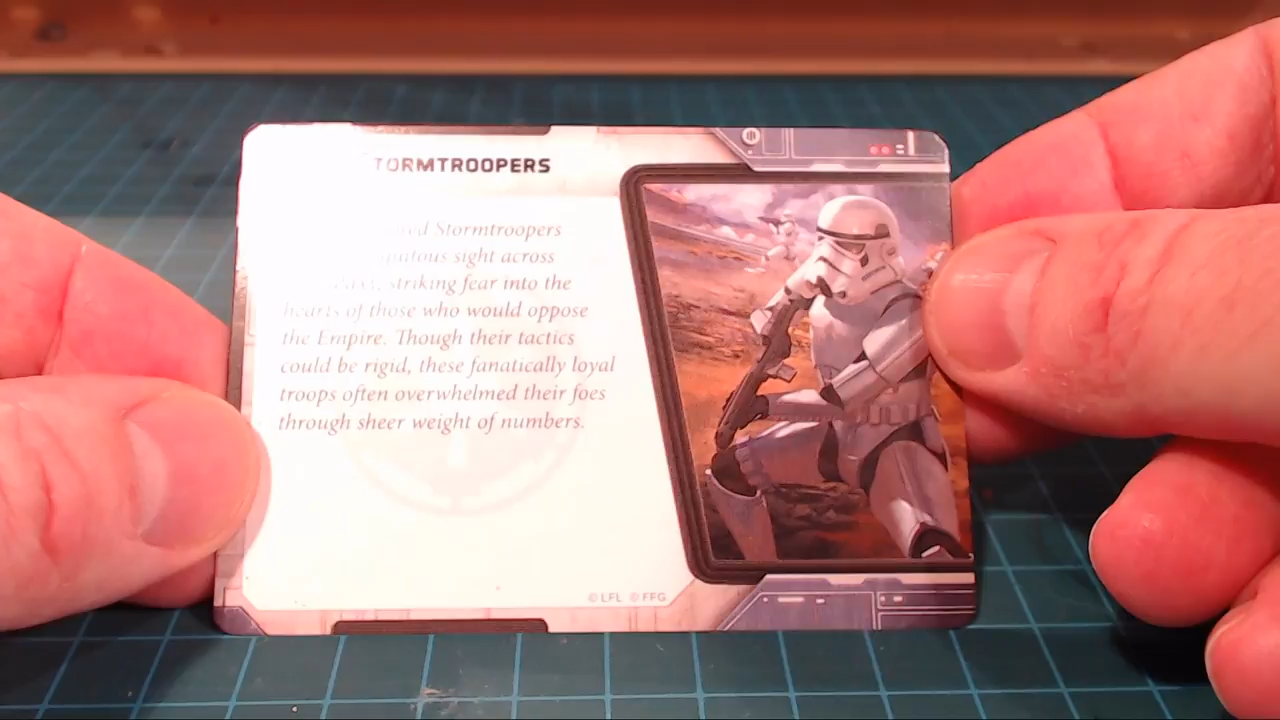 TORMTROOPERS
Stormtroopers
sight across
striking fear into the
hearts of those who would oppose
the Empire. Though their tactics
could be rigid, these fanatically loyal
troops often overwhelmed their foes
through sheer weight of numbers.
©LFL ©FFG